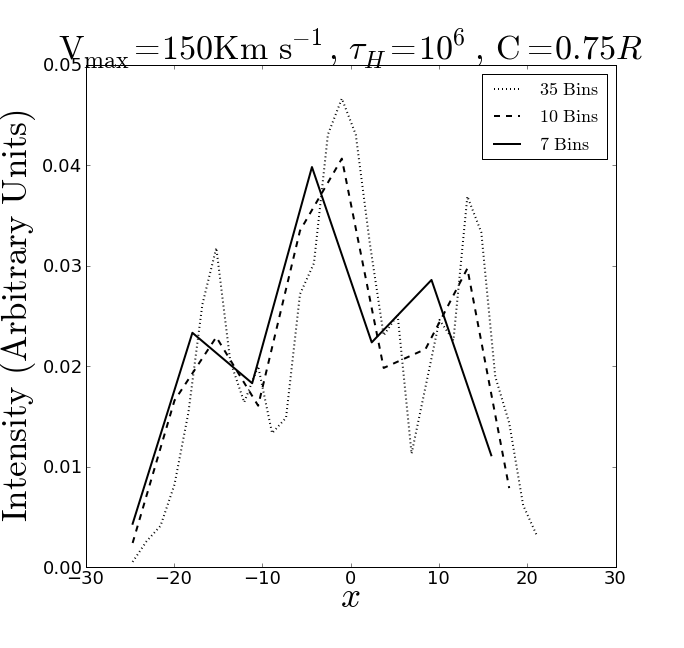 V_max = 150Km s^−1 , τ_H = 10^6 , C = 0.75R
Intensity (Arbitrary Units)
0.05
0.04
0.03
0.02
0.01
0.00
35 Bins
10 Bins
7 Bins
−30 −20 −10 0 10 20 30
x